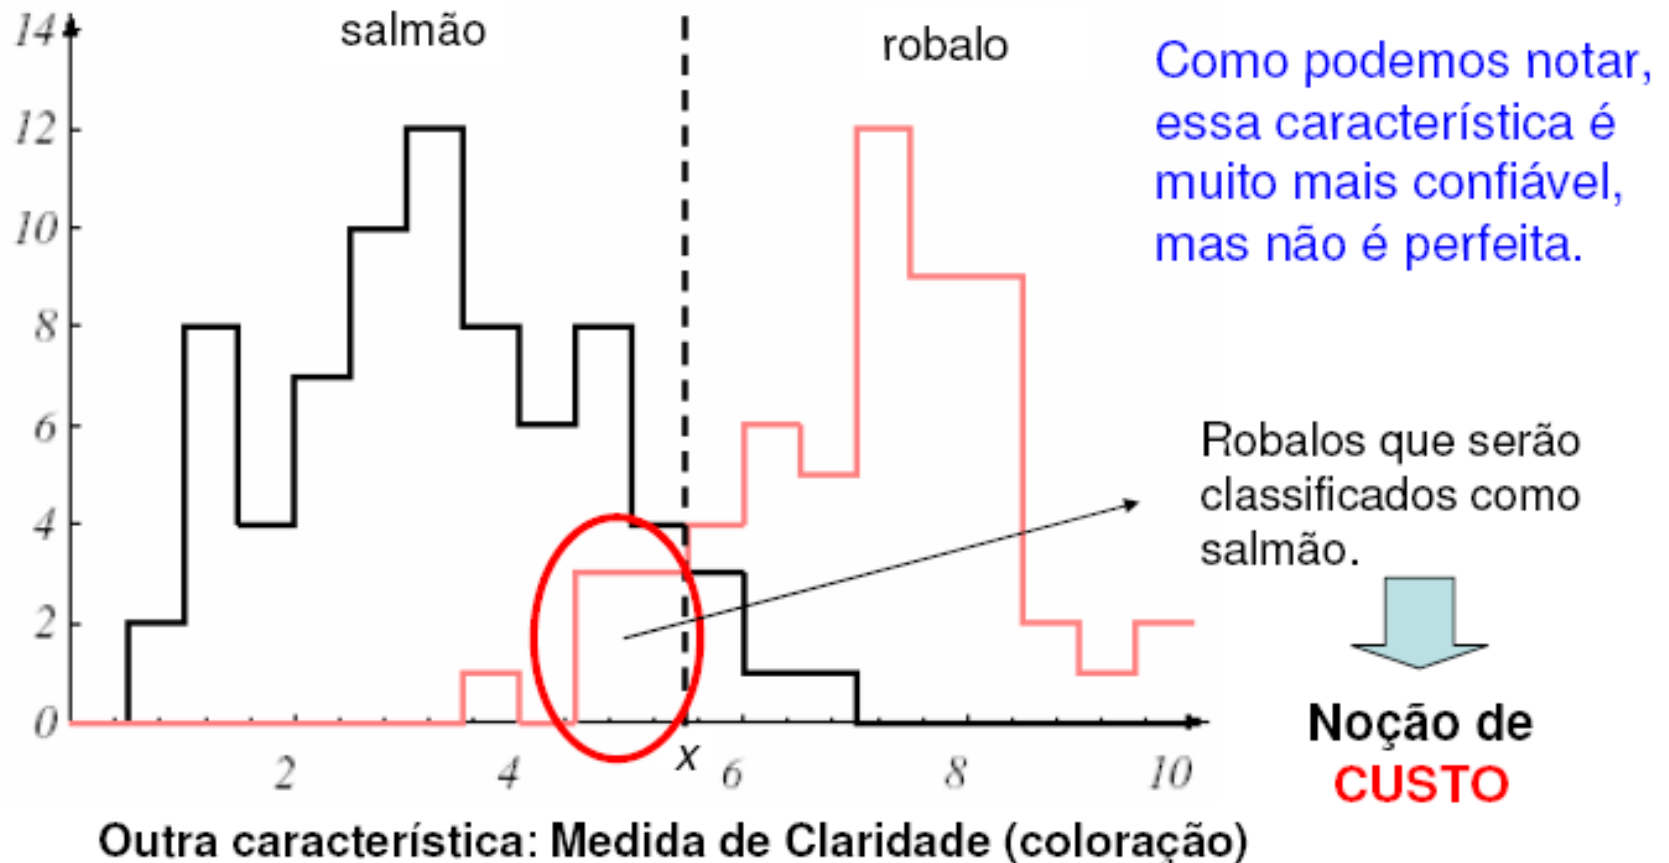 salmão
robalo
14
12
10
8
6
4
2
0
2
4
x
6
8
10
Outra característica: Medida de Claridade (coloração)
Como podemos notar,
essa característica é
muito mais confiável,
mas não é perfeita.
Robalos que serão
classificados como
salmão.
Noção de
CUSTO